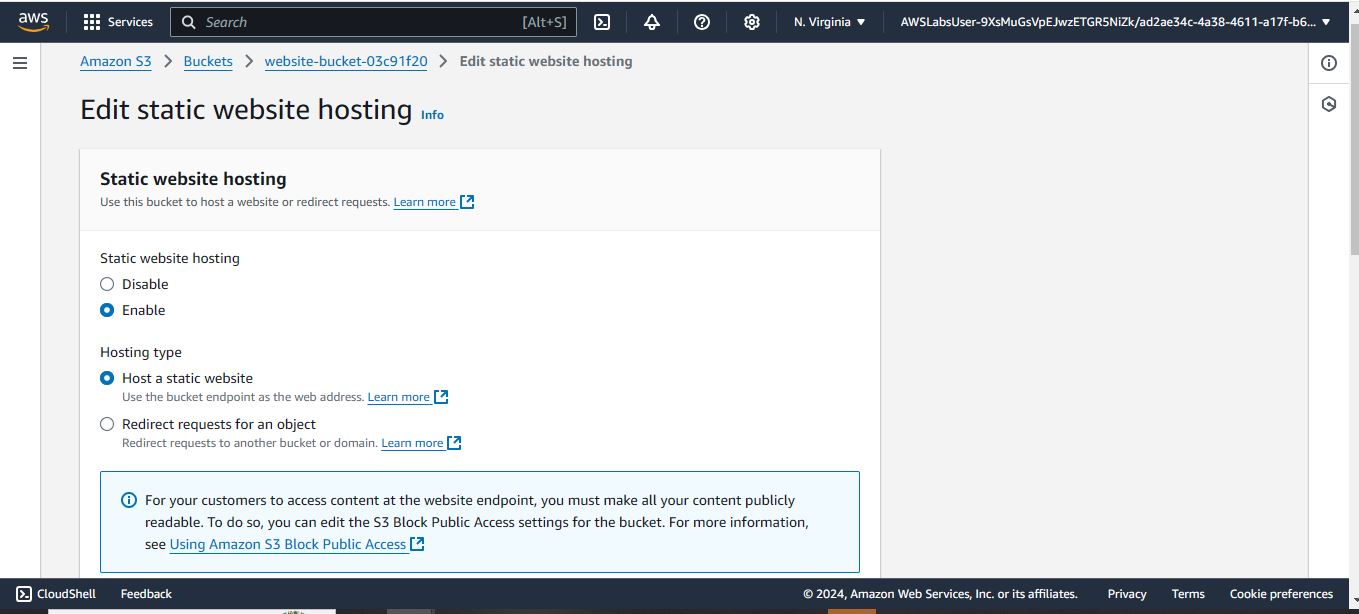 aws
Services
Search
[Alt+S]
N. Virginia
AWSLabsUser-9XsMuGsVpEJwzETGR5NiZk/ad2ae34c-4a38-4611-a17f-b6...
Amazon S3 > Buckets > website-bucket-03c91f20 > Edit static website hosting
Edit static website hosting Info
Static website hosting
Use this bucket to host a website or redirect requests. Learn more
Static website hosting
Disable
Enable
Hosting type
Host a static website
Use the bucket endpoint as the web address. Learn more
Redirect requests for an object
Redirect requests to another bucket or domain. Learn more
For your customers to access content at the website endpoint, you must make all your content publicly
readable. To do so, you can edit the S3 Block Public Access settings for the bucket. For more information,
see Using Amazon S3 Block Public Access
CloudShell
Feedback
© 2024, Amazon Web Services, Inc. or its affiliates.
Privacy
Terms
Cookie preferences